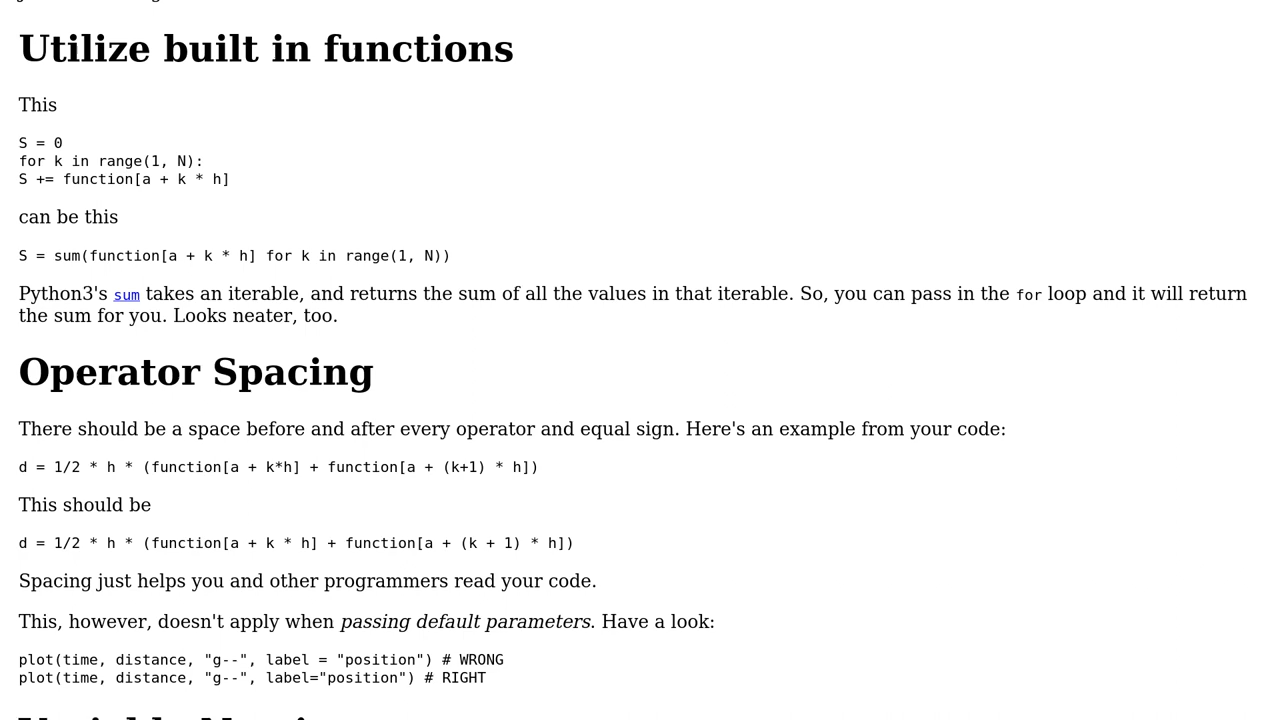 Utilize built in functions
This
S = 0
for k in range(1, N):
S += function[a + k * h]
can be this
S = sum(function[a + k * h] for k in range(1, N))
Python3's sum takes an iterable, and returns the sum of all the values in that iterable. So, you can pass in the for loop and it will return
the sum for you. Looks neater, too.
Operator Spacing
There should be a space before and after every operator and equal sign. Here's an example from your code:
d = 1/2 * h * (function[a + k*h] + function[a + (k+1) * h])
This should be
d = 1/2 * h * (function[a + k * h] + function[a + (k + 1) * h])
Spacing just helps you and other programmers read your code.
This, however, doesn't apply when passing default parameters. Have a look:
plot(time, distance, "g--", label = "position") # WRONG
plot(time, distance, "g--", label="position") # RIGHT